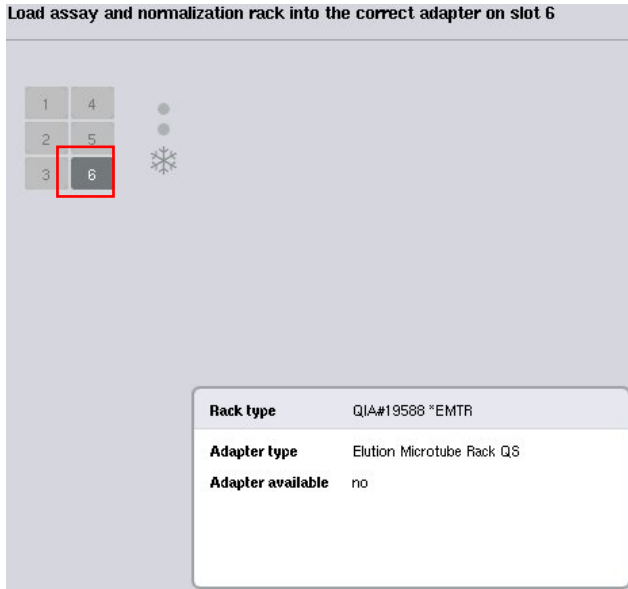 Load assay and normalization rack into the correct adapter on slot 6
1 4
2 5
3 6
Rack type QIA#19588 *EMTR
Adapter type Elution Microtube Rack QS
Adapter available no